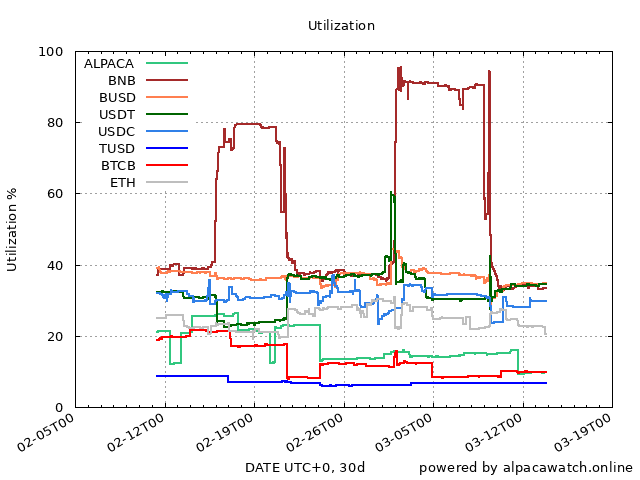 Utilization
100
80
60
40
20
0
Utilization %
ALPACA
BNB
BUSD
USDT
USDC
TUSD
BTCB
ETH
02-05T00
02-12T00
02-19T00
02-26T00
03-05T00
03-12T00
03-19T00
DATE UTC+0, 30d
powered by alpacawatch.online